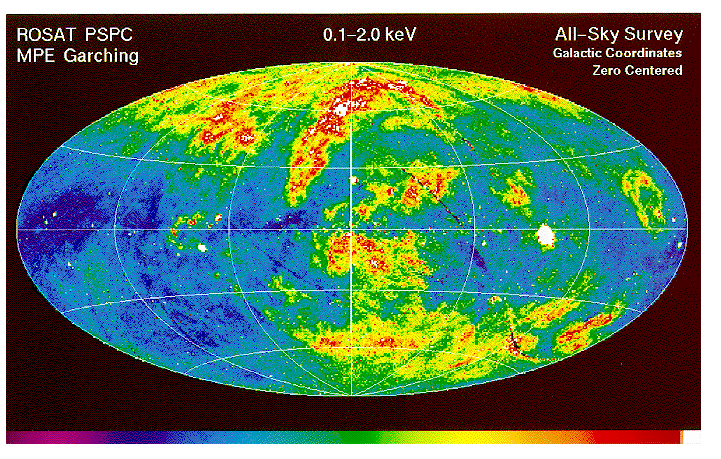 ROSAT PSPC
MPE Garching
0.1–2.0 keV
All–Sky Survey
Galactic Coordinates
Zero Centered